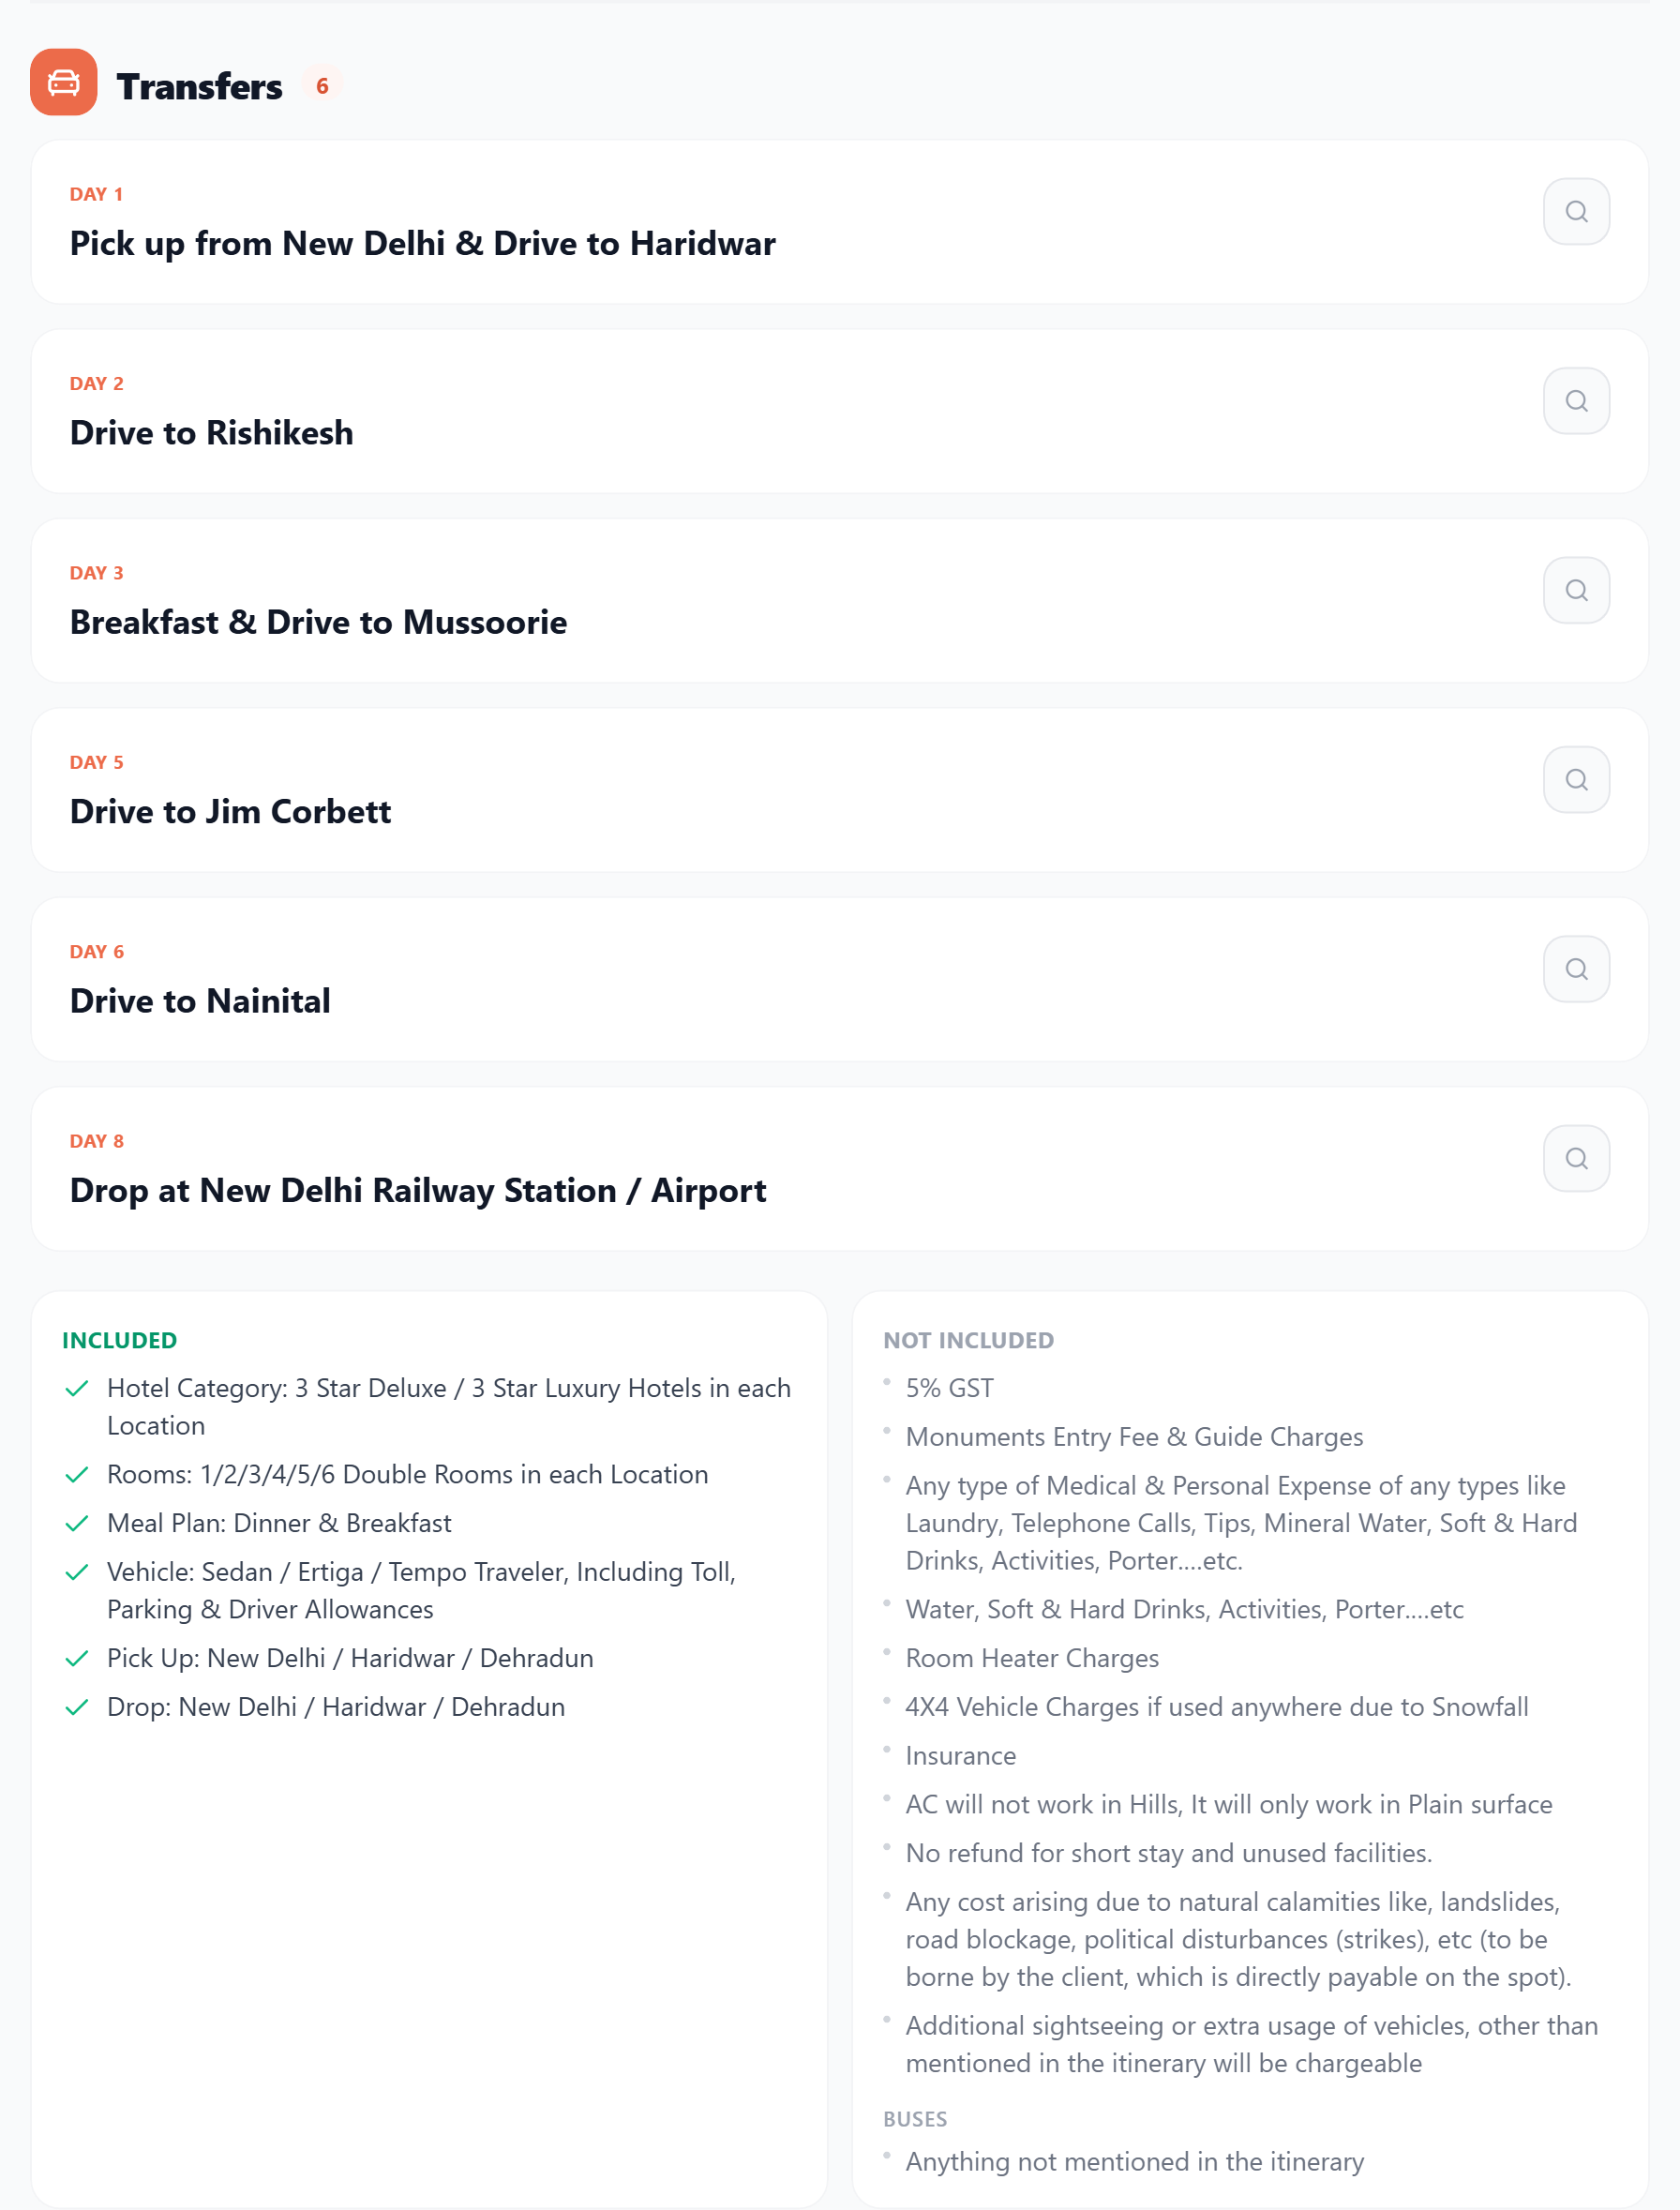 Transfers 6
DAY 1
Pick up from New Delhi & Drive to Haridwar
DAY 2
Drive to Rishikesh
DAY 3
Breakfast & Drive to Mussoorie
DAY 5
Drive to Jim Corbett
DAY 6
Drive to Nainital
DAY 8
Drop at New Delhi Railway Station / Airport
INCLUDED
Hotel Category: 3 Star Deluxe / 3 Star Luxury Hotels in each
Location
Rooms: 1/2/3/4/5/6 Double Rooms in each Location
Meal Plan: Dinner & Breakfast
Vehicle: Sedan / Ertiga / Tempo Traveler, Including Toll,
Parking & Driver Allowances
Pick Up: New Delhi / Haridwar / Dehradun
Drop: New Delhi / Haridwar / Dehradun
NOT INCLUDED
5% GST
Monuments Entry Fee & Guide Charges
Any type of Medical & Personal Expense of any types like
Laundry, Telephone Calls, Tips, Mineral Water, Soft & Hard
Drinks, Activities, Porter....etc.
Water, Soft & Hard Drinks, Activities, Porter....etc
Room Heater Charges
4X4 Vehicle Charges if used anywhere due to Snowfall
Insurance
AC will not work in Hills, It will only work in Plain surface
No refund for short stay and unused facilities.
Any cost arising due to natural calamities like, landslides,
road blockage, political disturbances (strikes), etc (to be
borne by the client, which is directly payable on the spot).
Additional sightseeing or extra usage of vehicles, other than
mentioned in the itinerary will be chargeable
BUSES
Anything not mentioned in the itinerary